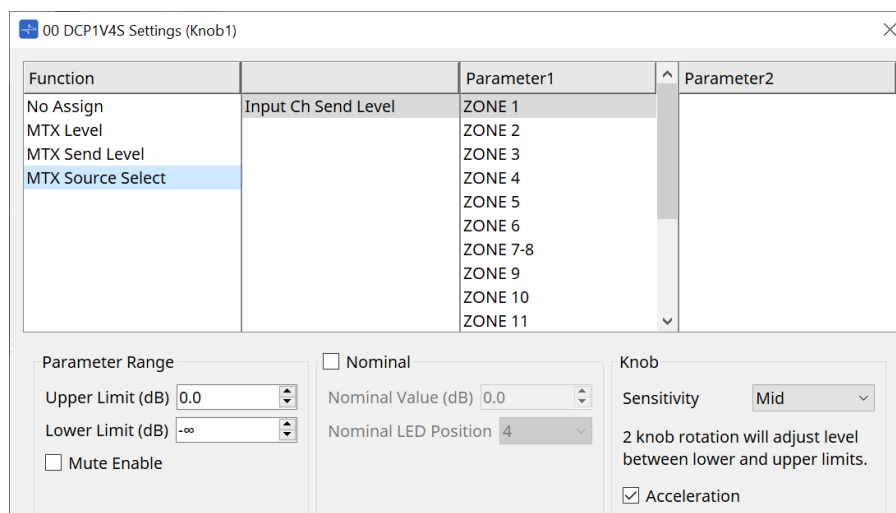 00 DCP1V4S Settings (Knob1)
Function
Parameter1
Parameter2
No Assign
MTX Level
MTX Send Level
MTX Source Select
Input Ch Send Level
ZONE 1
ZONE 2
ZONE 3
ZONE 4
ZONE 5
ZONE 6
ZONE 7-8
ZONE 9
ZONE 10
ZONE 11
Parameter Range
Upper Limit (dB) 0.0
Lower Limit (dB) -∞
Mute Enable
Nominal
Nominal Value (dB) 0.0
Nominal LED Position 4
Knob
Sensitivity Mid
2 knob rotation will adjust level
between lower and upper limits.
Acceleration